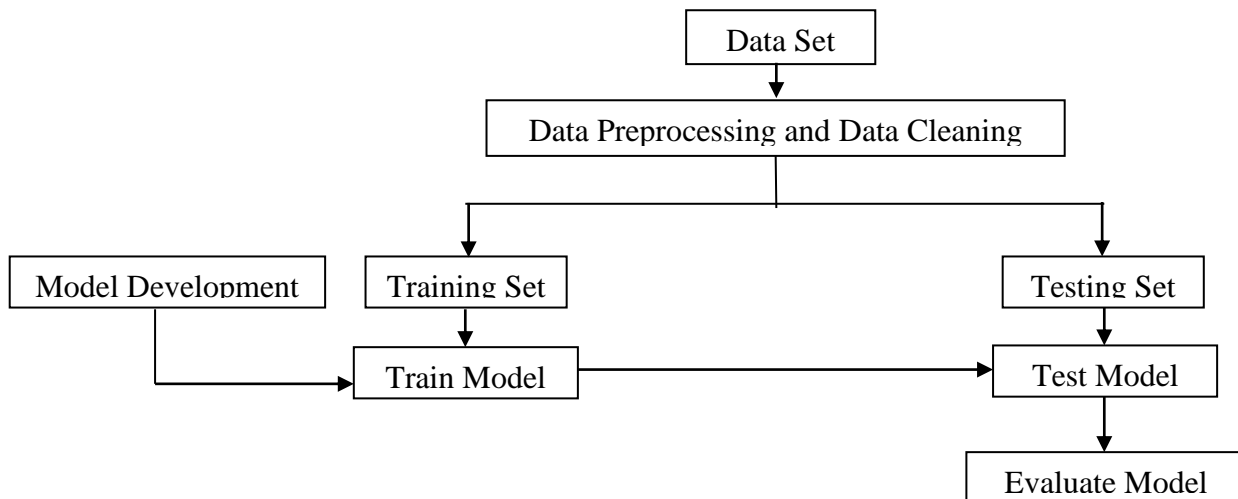 Data Set
Data Preprocessing and Data Cleaning
Model Development
Training Set
Testing Set
Train Model
Test Model
Evaluate Model